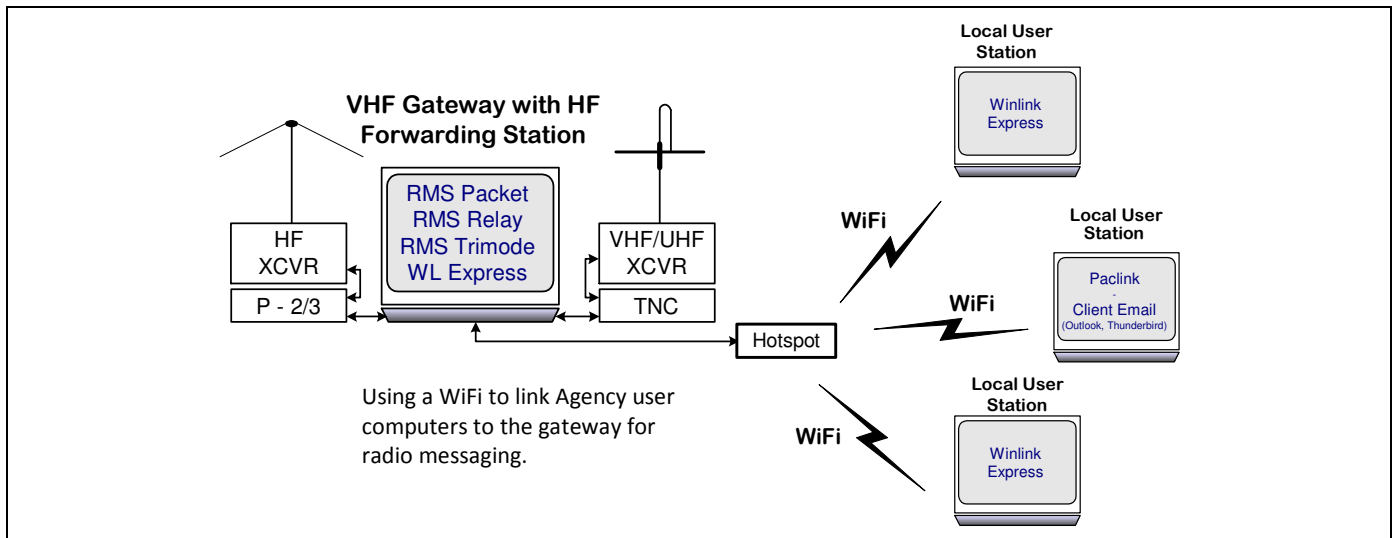 VHF Gateway with HF
Forwarding Station
HF
XCVR
P - 2/3
RMS Packet
RMS Relay
RMS Trimode
WL Express
VHF/UHF
XCVR
TNC
Hotspot
Using a WiFi to link Agency user
computers to the gateway for
radio messaging.
WiFi
WiFi
WiFi
Local User
Station
Winlink
Express
Local User
Station
Paclink
-
Client Email
(Outlook, Thunderbird)
Local User
Station
Winlink
Express